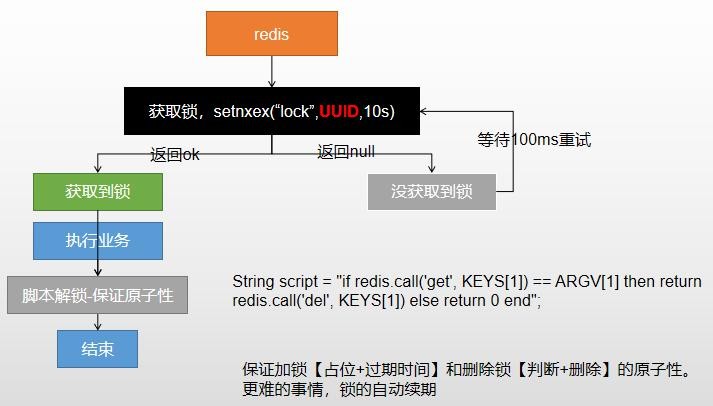 redis
获取锁，setnxex(“lock”,UUID,10s)
返回ok
返回null
等待100ms重试
获取到锁
没获取到锁
执行业务
脚本解锁-保证原子性
String script = "if redis.call('get', KEYS[1]) == ARGV[1] then return
redis.call('del', KEYS[1]) else return 0 end";
结束
保证加锁【占位+过期时间】和删除锁【判断+删除】的原子性。
更难的事情，锁的自动续期